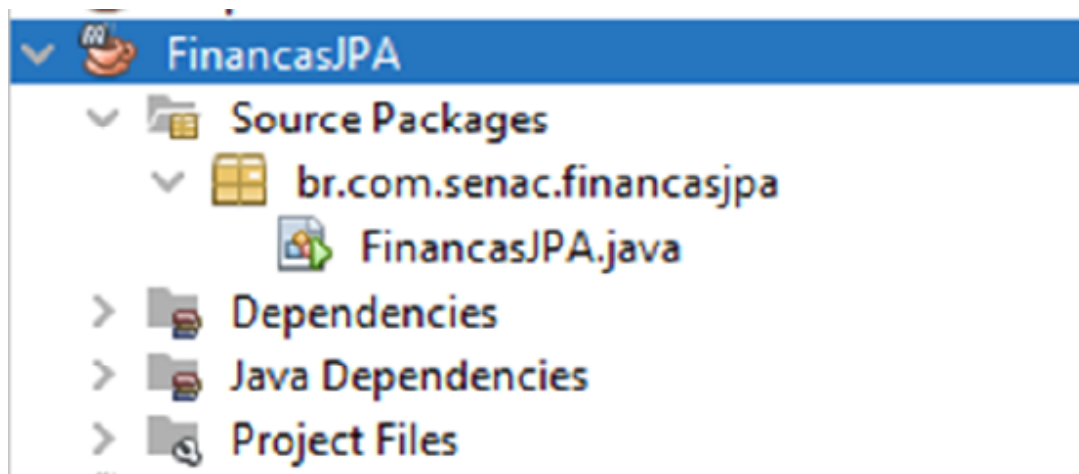 FinancasJPA
Source Packages
br.com.senac.financasjpa
FinancasJPA.java
Dependencies
Java Dependencies
Project Files